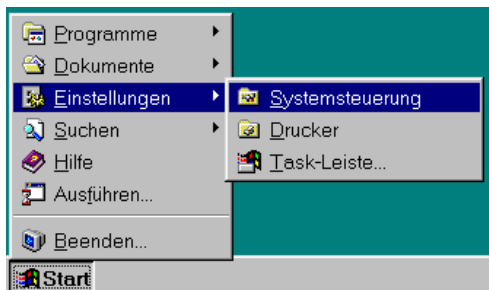 Programme
Dokumente
Einstellungen
Suchen
Hilfe
Ausführen...
Beenden...
Start
Systemsteuerung
Drucker
Task-Leiste...